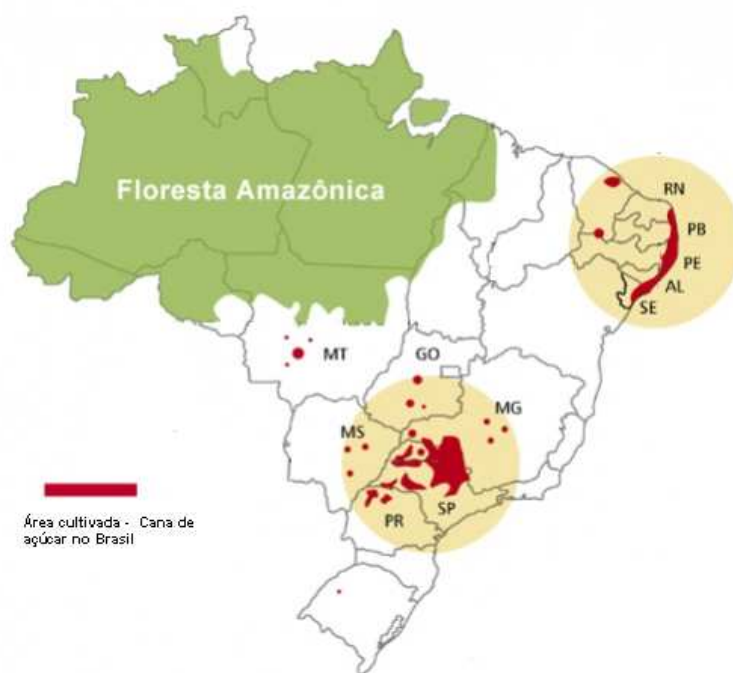 Floresta Amazônica
RN
PB
PE
AL
SE
MT
GO
MG
MS
PR
SP
Área cultivada - Cana de
açúcar no Brasil